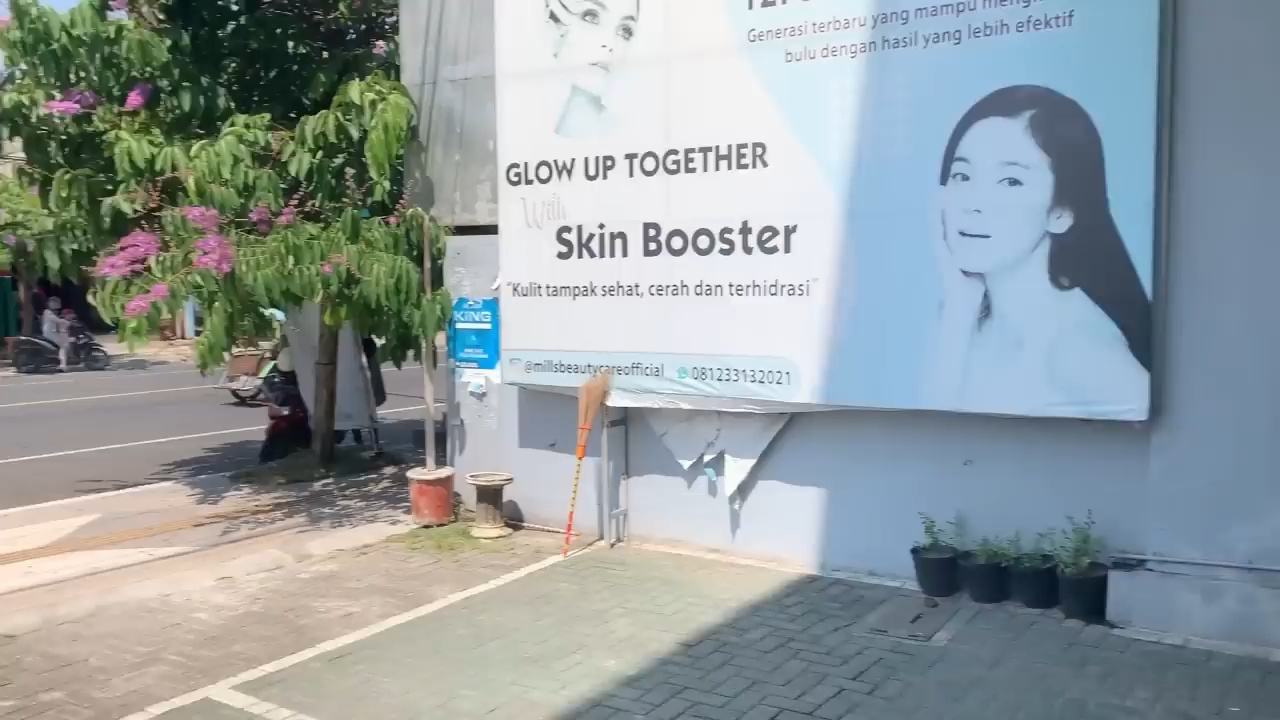 Generasi terbaru yang mampu
bulu dengan hasil yang lebih efektif
GLOW UP TOGETHER
With
Skin Booster
"Kulit tampak sehat, cerah dan terhidrasi"
@millsbeautycareofficial 081233132021
KING